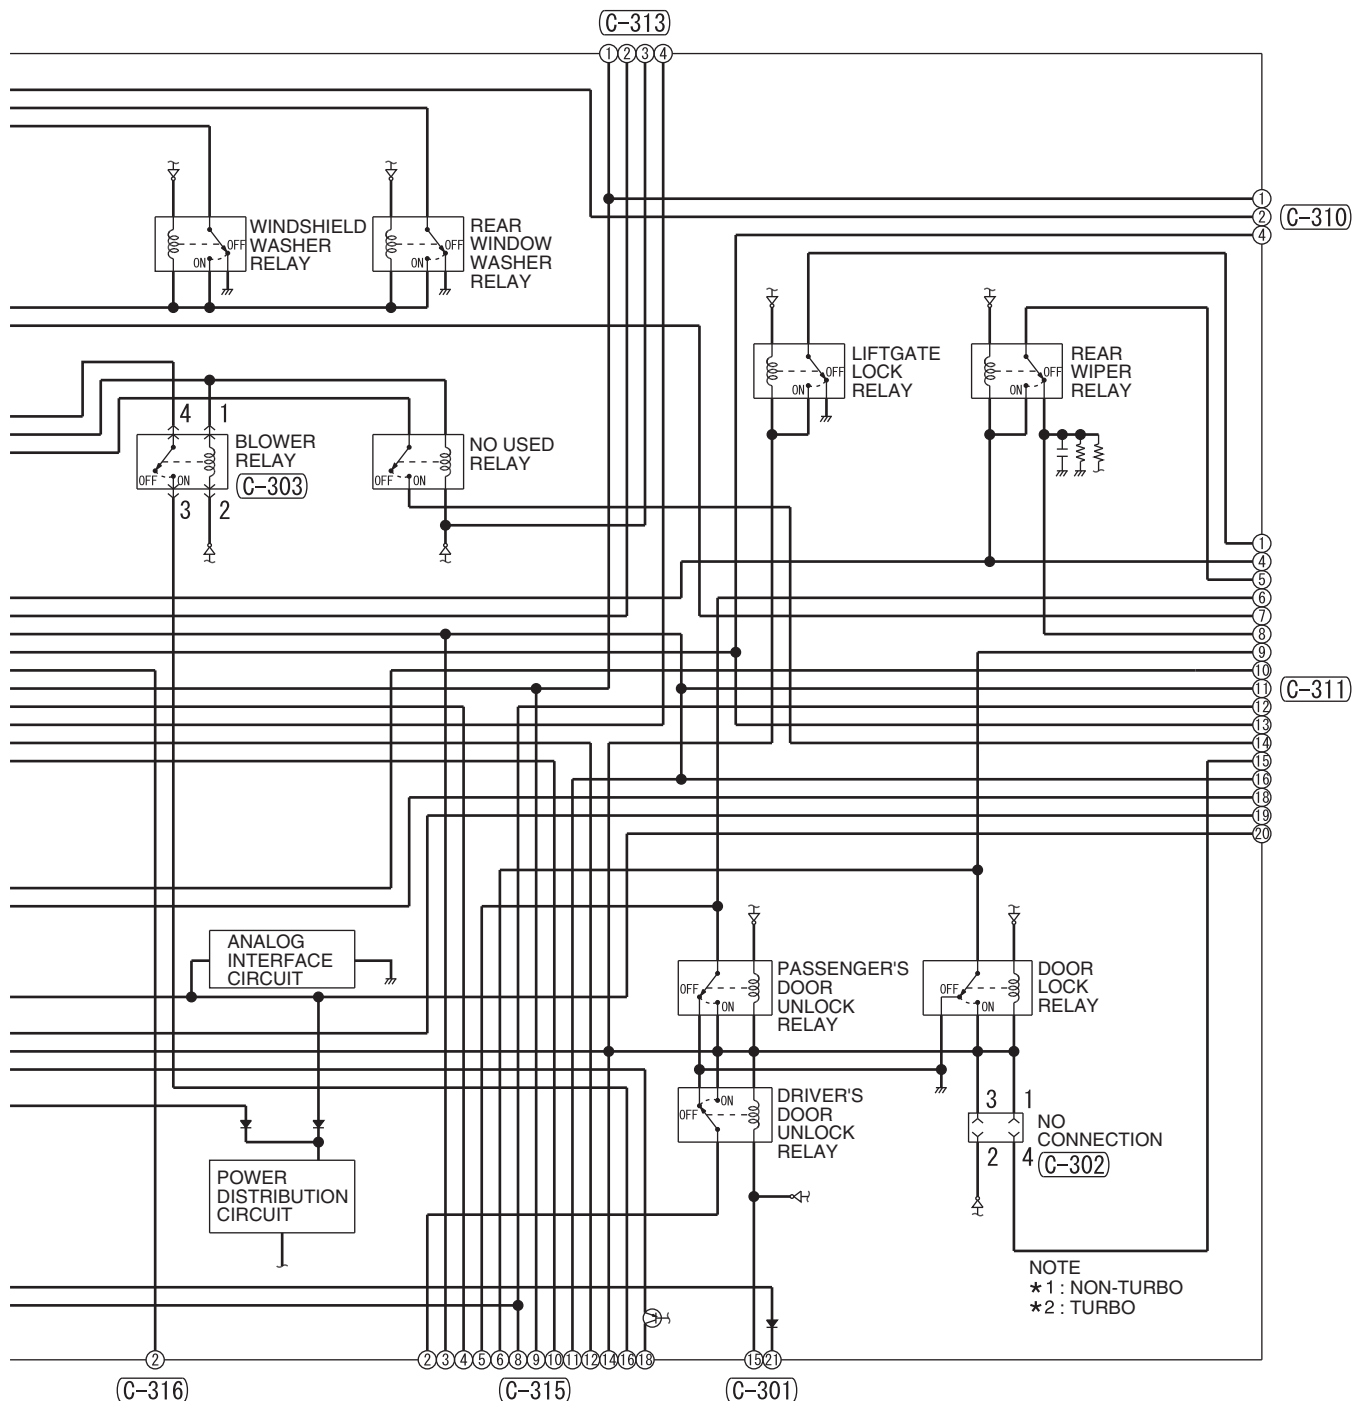 C-313
1 2 3 4
1
2
C-310
4
WINDSHIELD
WASHER
RELAY
OFF
ON
REAR
WINDOW
WASHER
RELAY
OFF
ON
LIFTGATE
LOCK
RELAY
OFF
ON
REAR
WIPER
RELAY
OFF
ON
4 1
BLOWER
RELAY
C-303
OFF ON
3 2
NO USED
RELAY
OFF ON
1
4
5
6
7
8
9
10
11
C-311
12
13
14
15
16
18
19
20
ANALOG
INTERFACE
CIRCUIT
PASSENGER'S
DOOR
UNLOCK
RELAY
OFF
ON
DOOR
LOCK
RELAY
OFF
ON
DRIVER'S
DOOR
UNLOCK
RELAY
ON
OFF
3 1
NO
CONNECTION
C-302
2 4
POWER
DISTRIBUTION
CIRCUIT
NOTE
*1 : NON-TURBO
*2 : TURBO
2
2 3 4 5 6 8 9 10 11 12 14 16 18
15 21
C-316
C-315
C-301